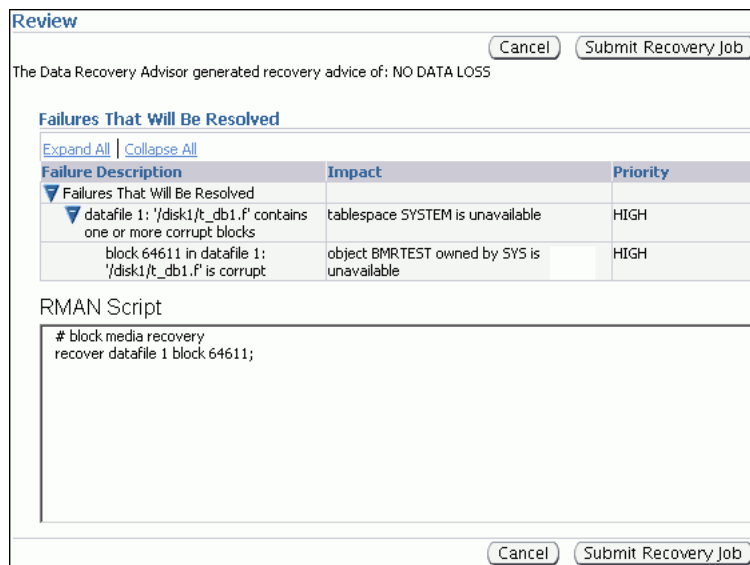 Review
Cancel Submit Recovery Job
The Data Recovery Advisor generated recovery advice of: NO DATA LOSS
Failures That Will Be Resolved
Expand All | Collapse All
Failure Description Impact Priority
Failures That Will Be Resolved
datafile 1: '/disk1/t_db1.f' contains one or more corrupt blocks tablespace SYSTEM is unavailable HIGH
block 64611 in datafile 1: '/disk1/t_db1.f' is corrupt object BMRTEST owned by SYS is unavailable HIGH
RMAN Script
# block media recovery
recover datafile 1 block 64611;
Cancel Submit Recovery Job